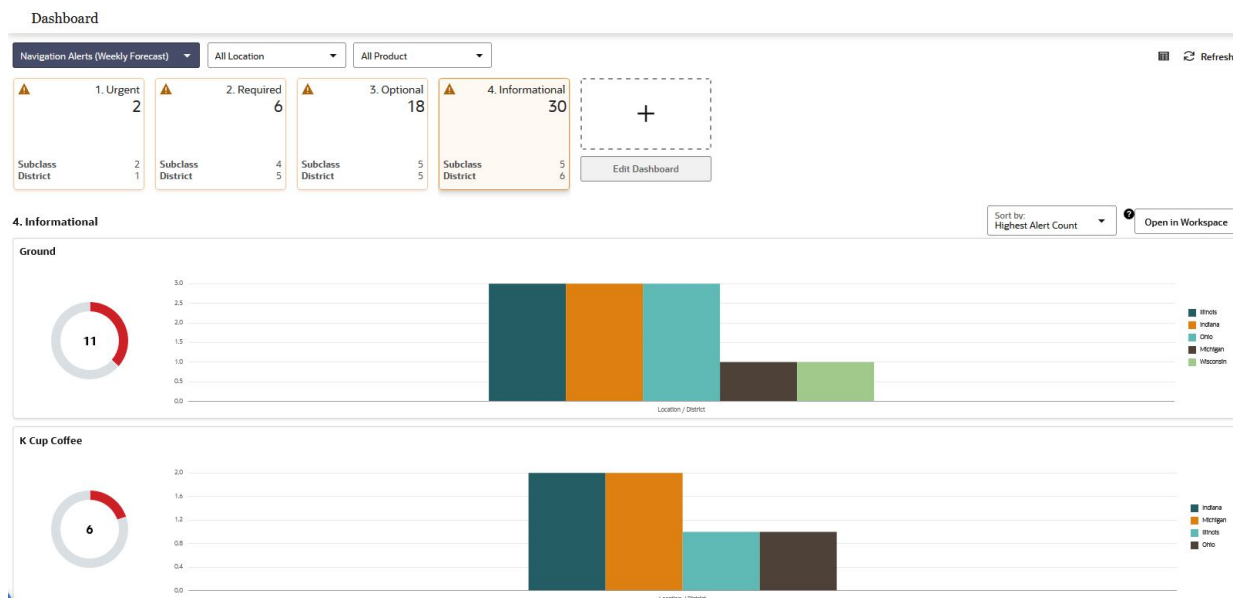 Dashboard
Navigation Alerts (Weekly Forecast)
All Location
All Product
Refresh
1. Urgent
2
Subclass 2
District 1
2. Required
6
Subclass 4
District 5
3. Optional
18
Subclass 5
District 5
4. Informational
30
Subclass 5
District 6
+
Edit Dashboard
4. Informational
Sort by:
Highest Alert Count
?
Open in Workspace
Ground
11
3.0
2.5
2.0
1.5
1.0
0.5
0.0
Location / District
Illinois
Indiana
Ohio
Michigan
Wisconsin
K Cup Coffee
6
2.0
1.6
1.2
0.8
0.4
0.0
Location / District
Indiana
Michigan
Illinois
Ohio